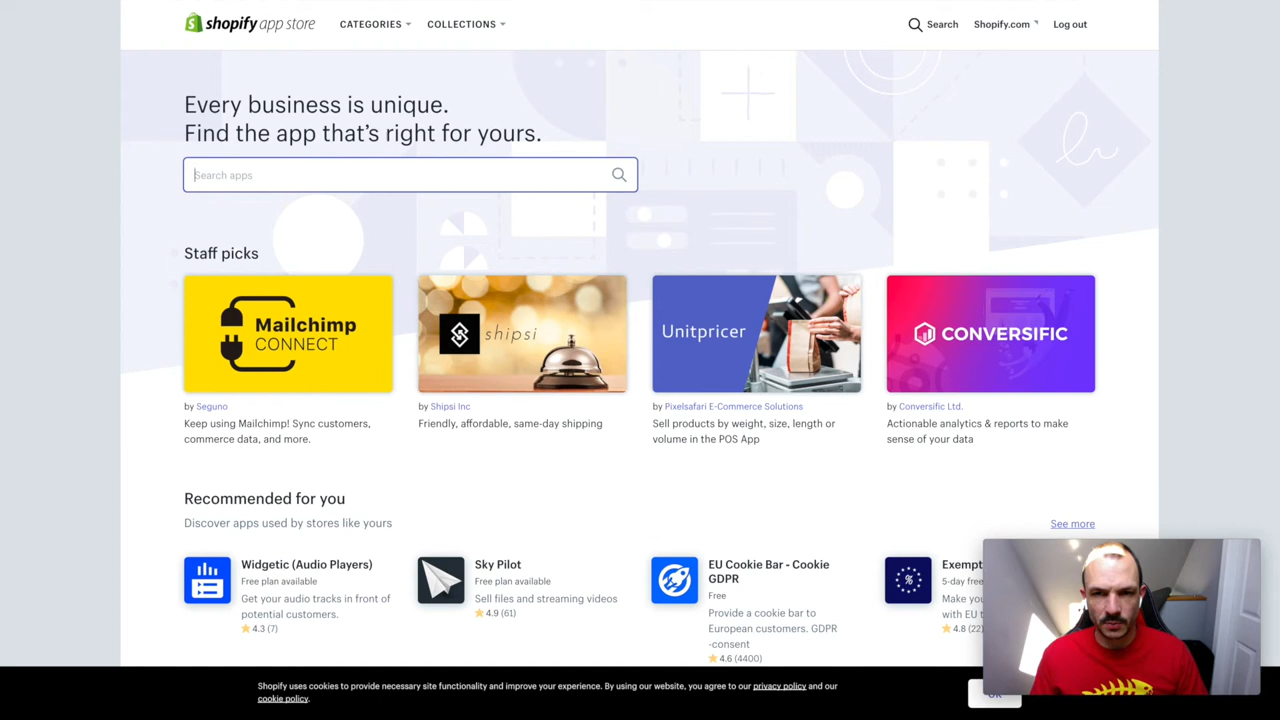 shopify app store
CATEGORIES
COLLECTIONS
Search
Shopify.com
Log out
Every business is unique.
Find the app that's right for yours.
Search apps
Staff picks
Mailchimp
CONNECT
shipsi
Unitpricer
CONVERSIFIC
by Seguno
by Shipsi Inc
by Pixelsafari E-Commerce Solutions
by Conversific Ltd.
Keep using Mailchimp! Sync customers,
commerce data, and more.
Friendly, affordable, same-day shipping
Sell products by weight, size, length or
volume in the POS App
Actionable analytics & reports to make
sense of your data
Recommended for you
Discover apps used by stores like yours
See more
Widgetic (Audio Players)
Free plan available
Get your audio tracks in front of
potential customers.
4.3 (7)
Sky Pilot
Free plan available
Sell files and streaming videos
4.9 (61)
EU Cookie Bar - Cookie
GDPR
Free
Provide a cookie bar to
European customers. GDPR
-consent
4.6 (4400)
Exempt
5-day free
Make you
with EU t
4.8 (22)
Shopify uses cookies to provide necessary site functionality and improve your experience. By using our website, you agree to our privacy policy and our
cookie policy.